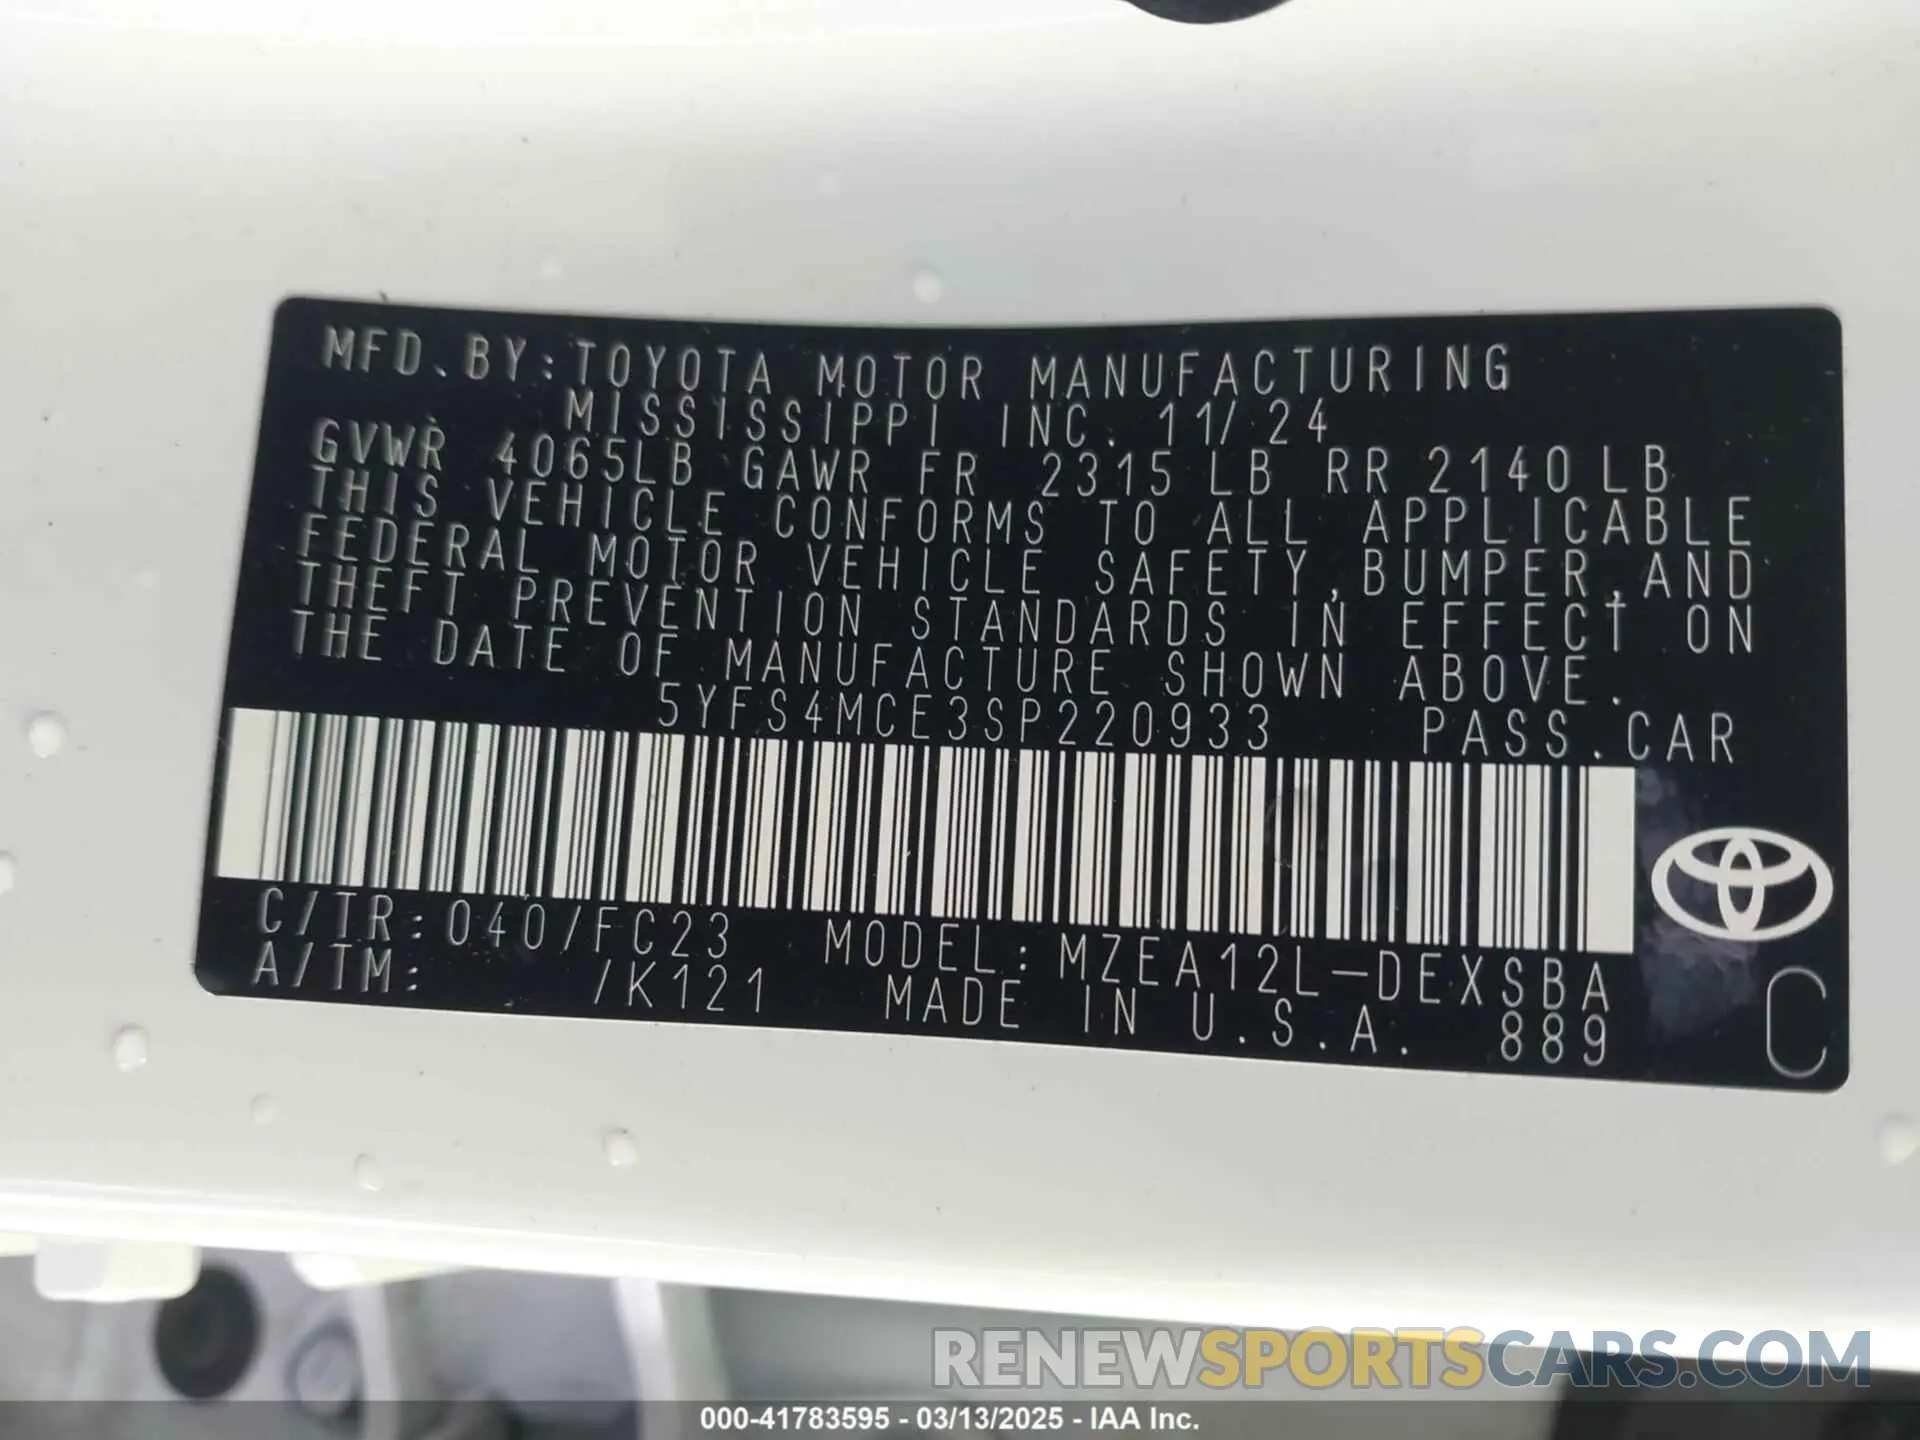 MFD. BY: TOYOTA MOTOR MANUFACTURING
MISSISSIPPI INC. 11/24
GVWR 4065LB GAWR FR 2315LB RR 2140LB
THIS VEHICLE CONFORMS TO ALL APPLICABLE
FEDERAL MOTOR VEHICLE SAFETY, BUMPER, AND
THEFT PREVENTION STANDARDS IN EFFECT ON
THE DATE OF MANUFACTURE SHOWN ABOVE.
5YFS4MCE3SP220933 PASS. CAR
C/TR: 040/FC23 MODEL: MZEA12L-DEXSBA
A/TM: /K121 MADE IN U.S.A. 889
C
RENEWSPORTSCARS.COM
000-41783595 - 03/13/2025 - IAA Inc.